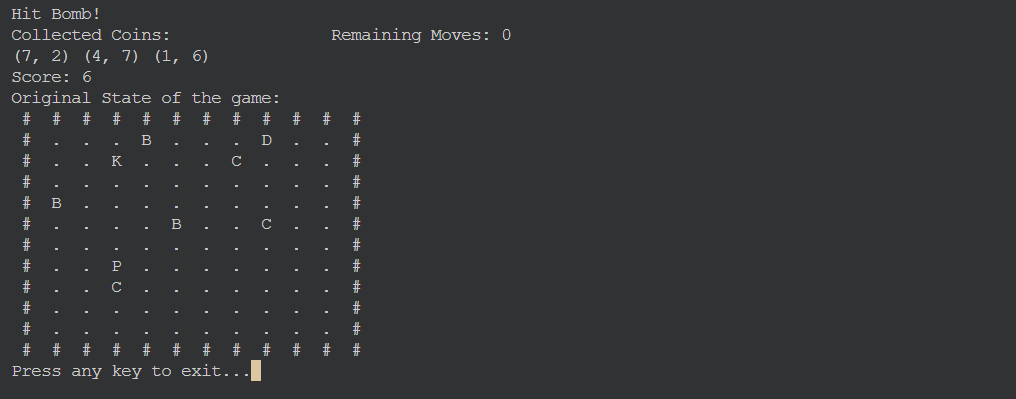 Hit Bomb!
Collected Coins:                Remaining Moves: 0
(7, 2) (4, 7) (1, 6)
Score: 6
Original State of the game:
 #  #  #  #  #  #  #  #  #  #  #  #
 #  .  .  .  B  .  .  .  D  .  .  #
 #  .  .  K  .  .  .  C  .  .  .  #
 #  .  .  .  .  .  .  .  .  .  .  #
 #  B  .  .  .  .  .  .  .  .  .  #
 #  .  .  .  .  B  .  .  C  .  .  #
 #  .  .  .  .  .  .  .  .  .  .  #
 #  .  .  P  .  .  .  .  .  .  .  #
 #  .  .  C  .  .  .  .  .  .  .  #
 #  .  .  .  .  .  .  .  .  .  .  #
 #  .  .  .  .  .  .  .  .  .  .  #
 #  #  #  #  #  #  #  #  #  #  #  #
Press any key to exit...